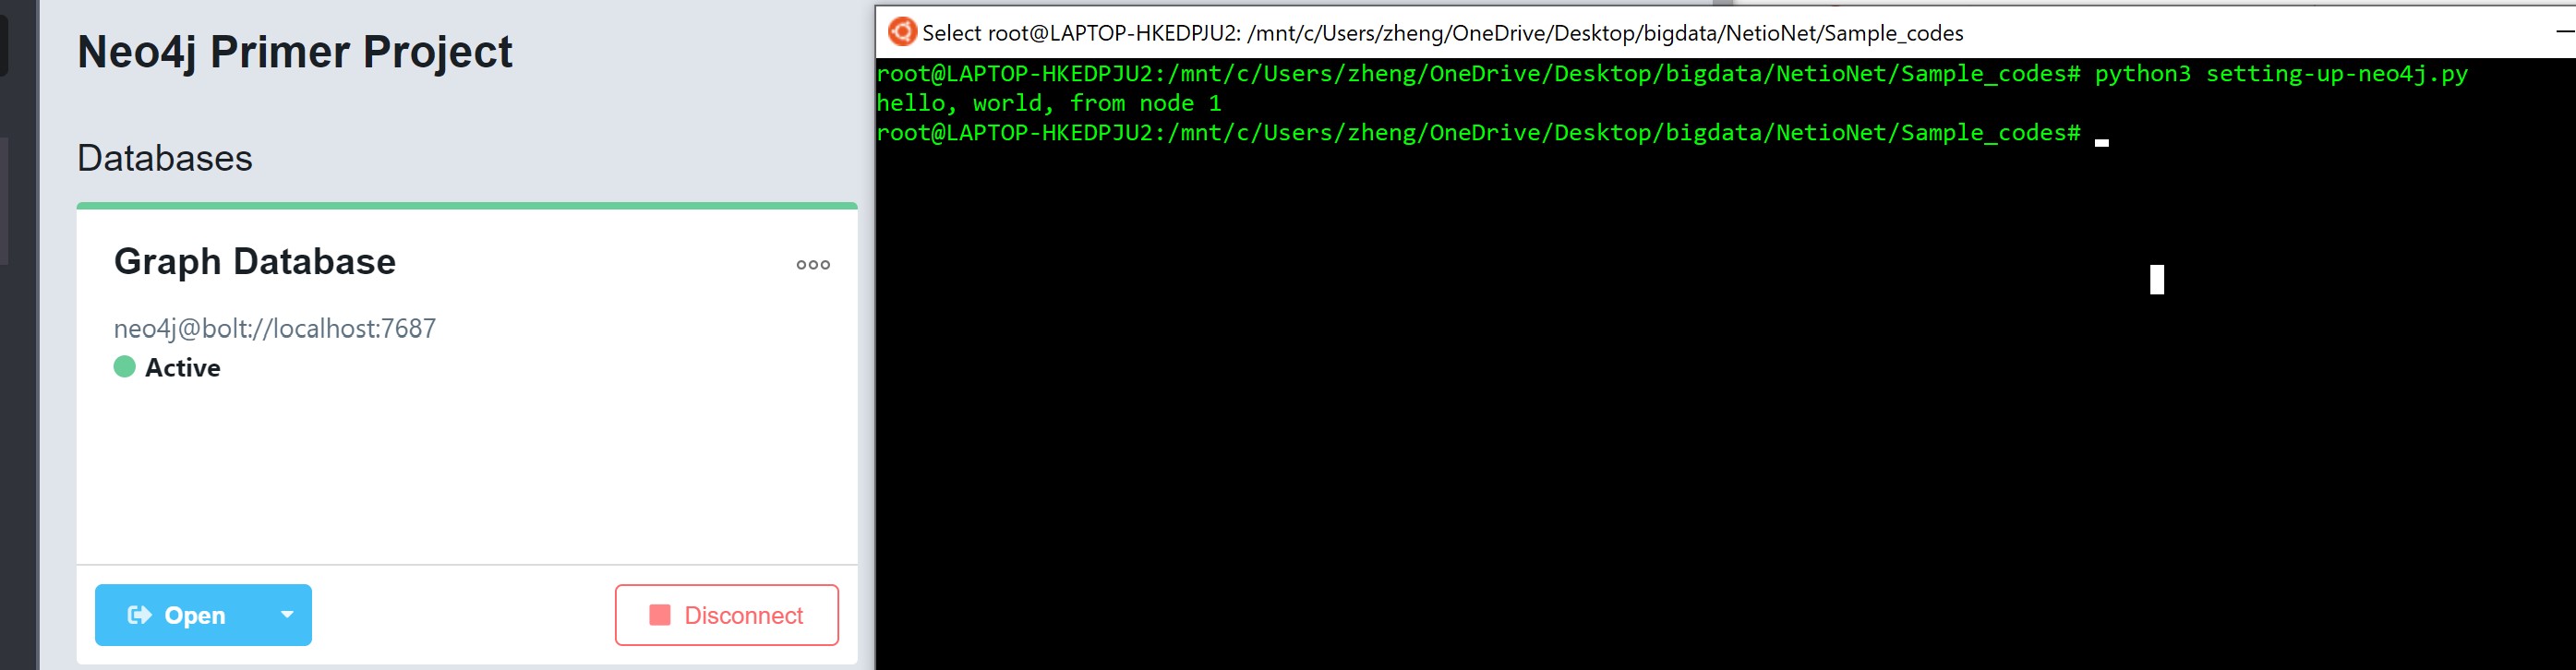 Neo4j Primer Project
Databases
Graph Database
neo4j@bolt://localhost:7687
Active
Open
Disconnect
Select root@LAPTOP-HKEDPJU2: /mnt/c/Users/zheng/OneDrive/Desktop/bigdata/NetioNet/Sample_codes
root@LAPTOP-HKEDPJU2:/mnt/c/Users/zheng/OneDrive/Desktop/bigdata/NetioNet/Sample_codes# python3 setting-up-neo4j.py
hello, world, from node 1
root@LAPTOP-HKEDPJU2:/mnt/c/Users/zheng/OneDrive/Desktop/bigdata/NetioNet/Sample_codes#